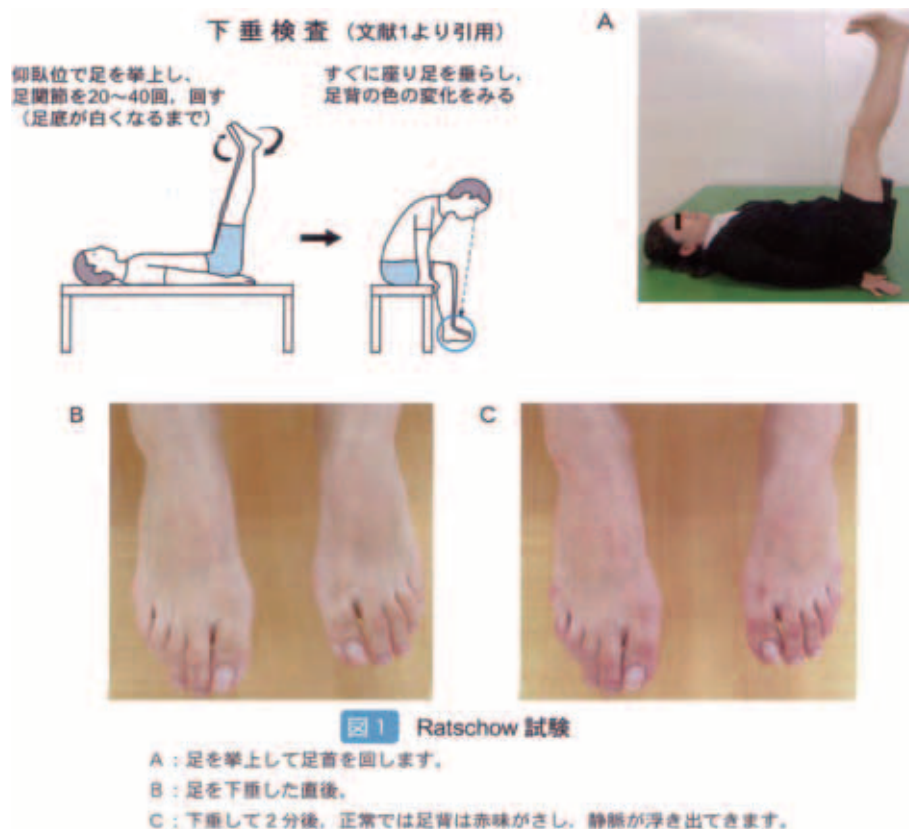 下垂検査（文献1より引用）
仰臥位で足を挙上し、
足関節を20～40回，回す
（足底が白くなるまで）
すぐに座り足を垂らし、
足背の色の変化をみる
A
B
C
図1 Ratschow 試験
A：足を挙上して足首を回します。
B：足を下垂した直後。
C：下垂して2分後。正常では足背は赤味がさし、静脈が浮き出てきます。